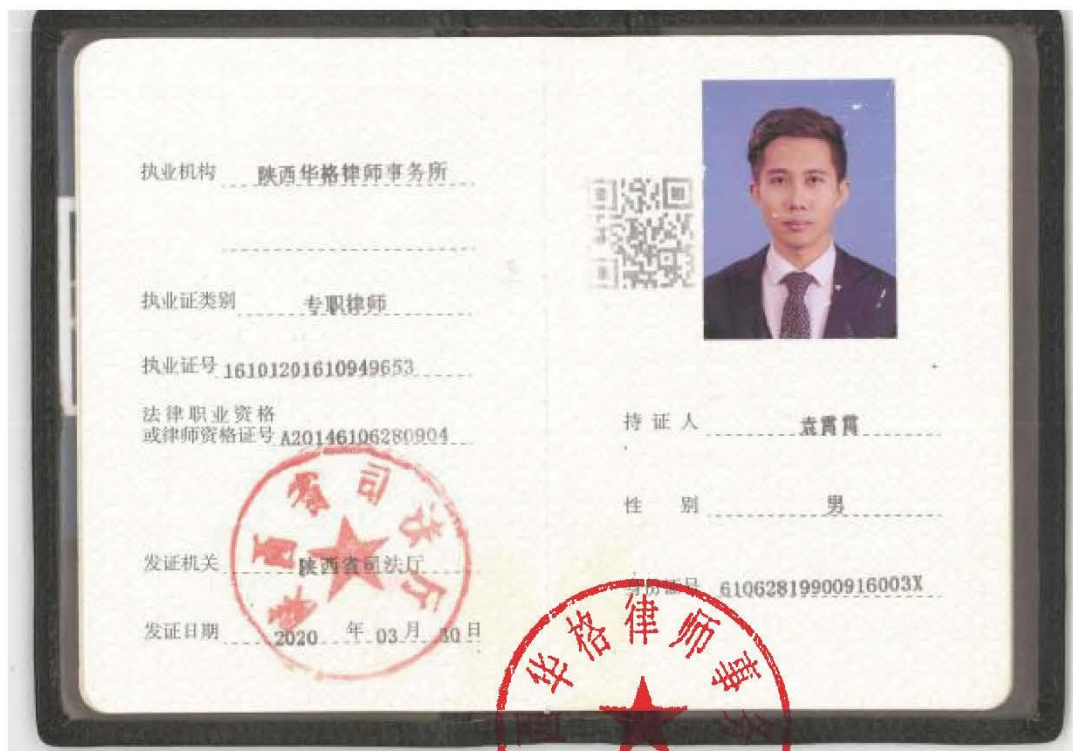 执业机构 陕西华格律师事务所
执业证类别 专职律师
执业证号 16101201610949653
法律职业资格
或律师资格证号 A20146106280904
发证机关 陕西省司法厅
发证日期 2020 年 03 月 30 日
持证人 袁霄霄
性别 男
身份证号 61062819900916003X
陕西省司法厅
西华格律师事务